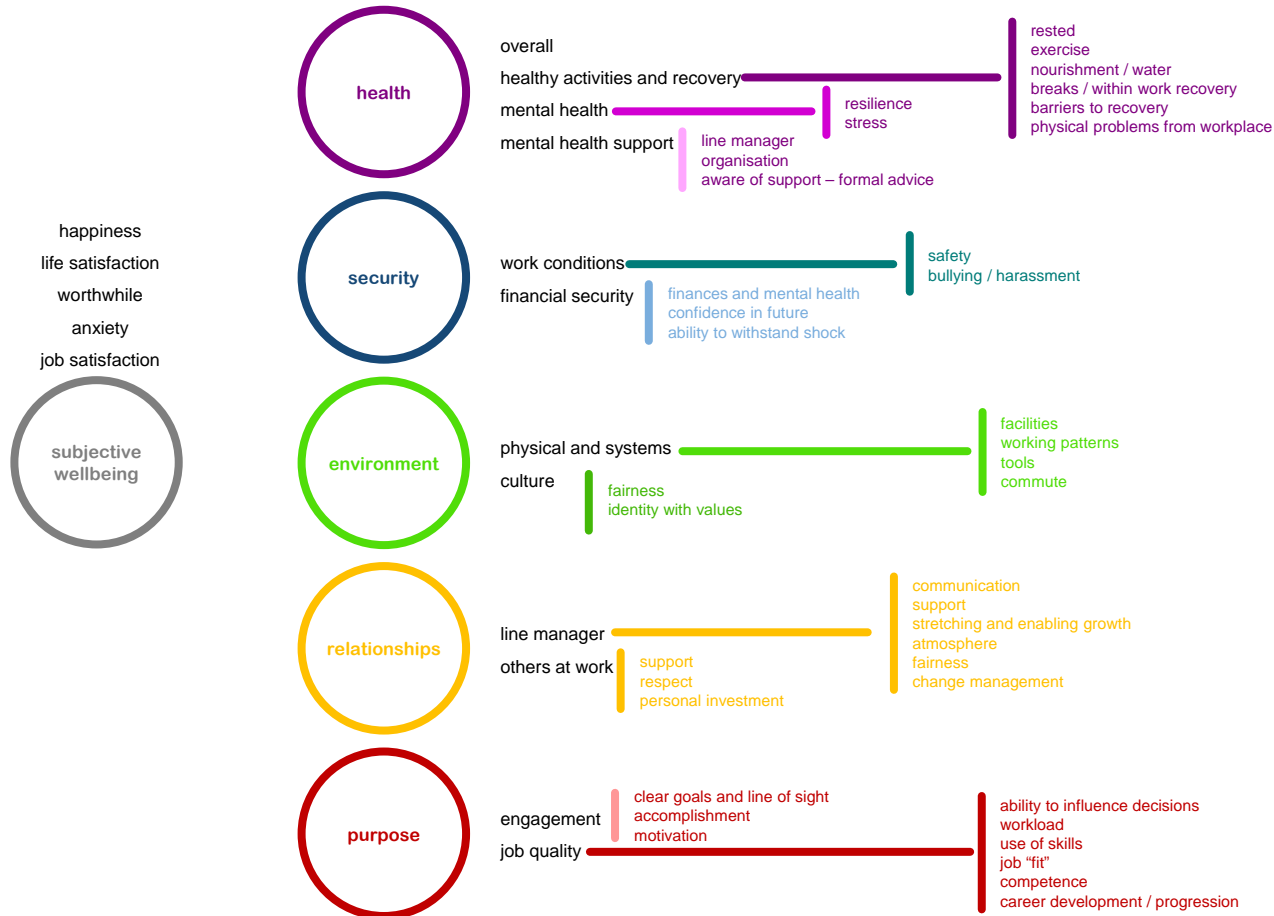 happiness
life satisfaction
worthwhile
anxiety
job satisfaction
subjective
wellbeing
health
overall
healthy activities and recovery
rested
exercise
nourishment / water
breaks / within work recovery
barriers to recovery
physical problems from workplace
mental health
resilience
stress
mental health support
line manager
organisation
aware of support – formal advice
security
work conditions
safety
bullying / harassment
financial security
finances and mental health
confidence in future
ability to withstand shock
environment
physical and systems
facilities
working patterns
tools
commute
culture
fairness
identity with values
relationships
line manager
communication
support
stretching and enabling growth
atmosphere
fairness
change management
others at work
support
respect
personal investment
purpose
engagement
clear goals and line of sight
accomplishment
motivation
job quality
ability to influence decisions
workload
use of skills
job “fit”
competence
career development / progression